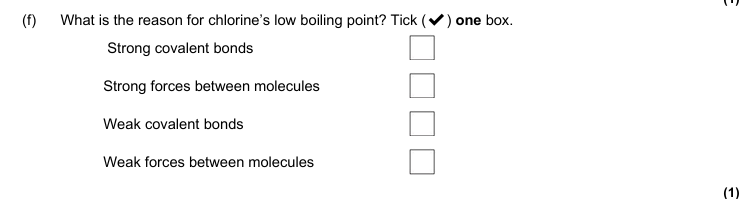 (1)
(f) What is the reason for chlorine's low boiling point? Tick (✔) one box.
Strong covalent bonds
Strong forces between molecules
Weak covalent bonds
Weak forces between molecules
(1)